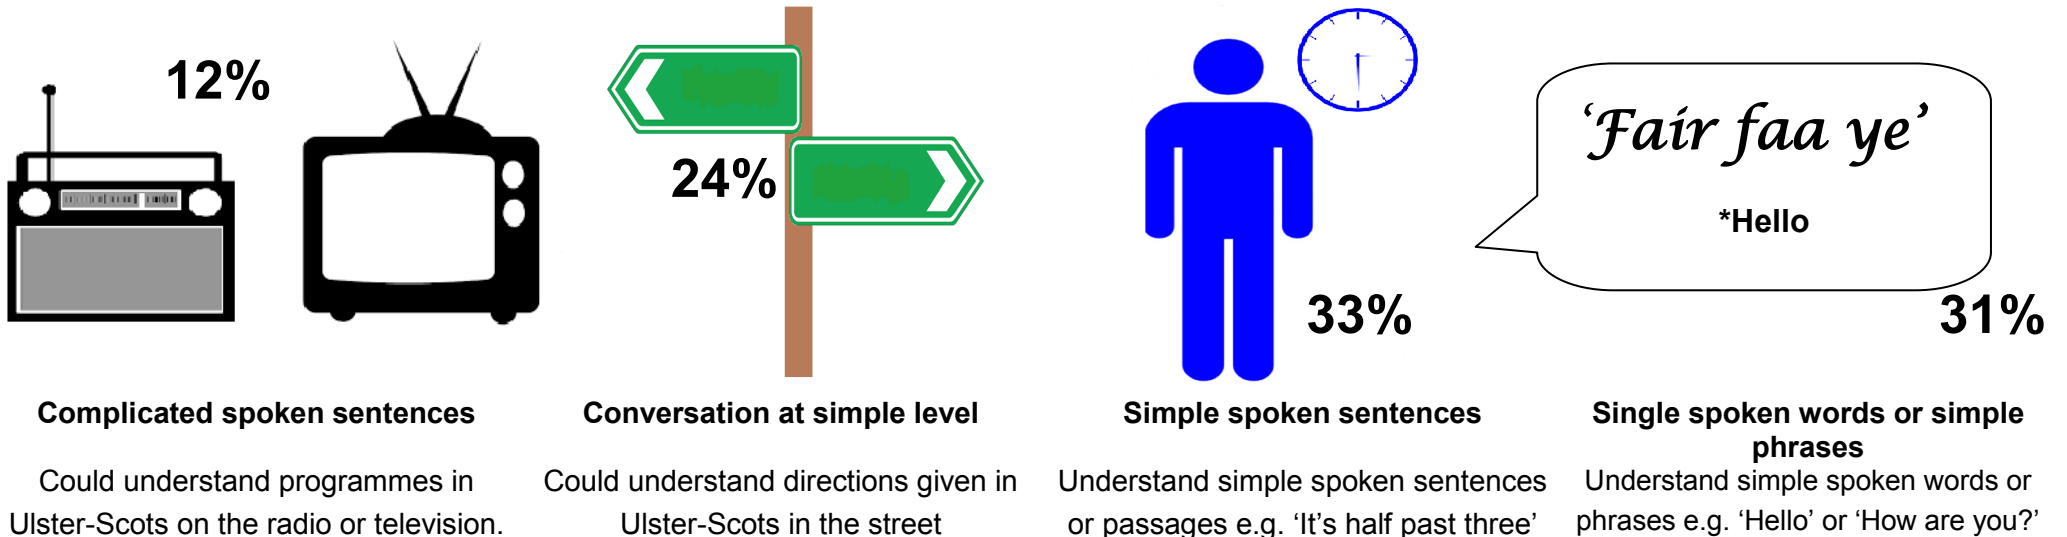 12%
24%
33%
‘Fair faa ye’
*Hello
31%
Complicated spoken sentences
Could understand programmes in
Ulster-Scots on the radio or television.
Conversation at simple level
Could understand directions given in
Ulster-Scots in the street
Simple spoken sentences
Understand simple spoken sentences
or passages e.g. ‘It’s half past three’
Single spoken words or simple
phrases
Understand simple spoken words or
phrases e.g. ‘Hello’ or ‘How are you?’